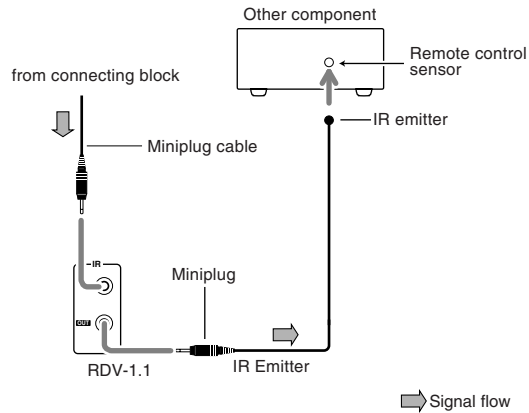 Other component
Remote control
sensor
from connecting block
IR emitter
Miniplug cable
IR
Miniplug
OUT
RDV-1.1
IR Emitter
Signal flow